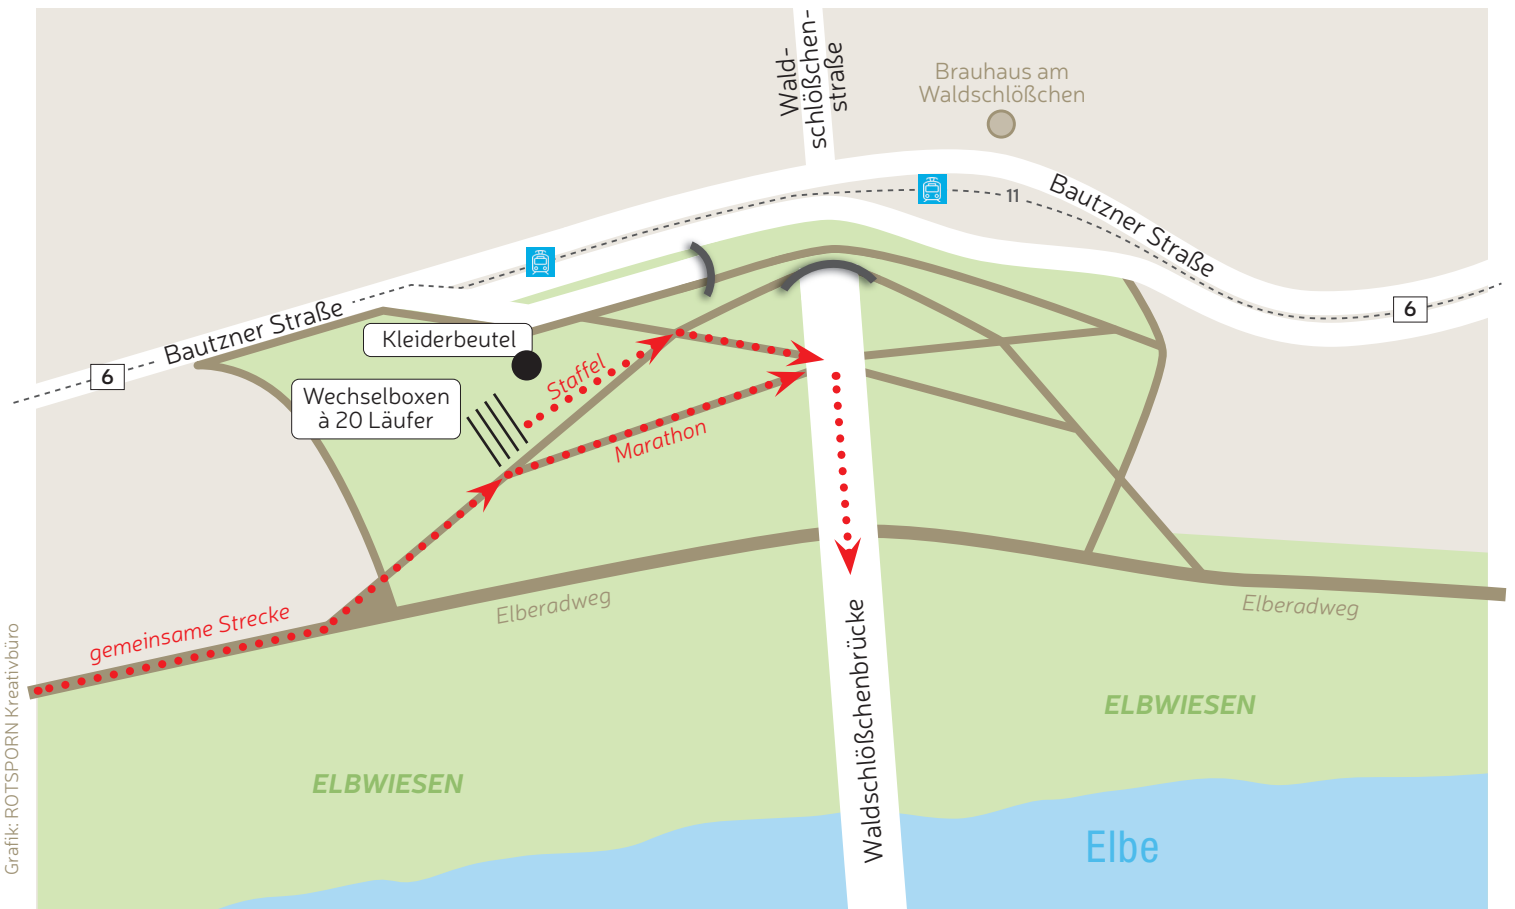 Wald-
schlößchen-
straße
Brauhaus am
Waldschlößchen
11
Bautzner Straße
6
Bautzner Straße
6
Kleiderbeutel
Wechselboxen
à 20 Läufer
Staffel
Marathon
gemeinsame Strecke
Elberadweg
Elberadweg
Waldschlößchenbrücke
ELBWIESEN
ELBWIESEN
Elbe
Grafik: ROTSPORN Kreativbüro